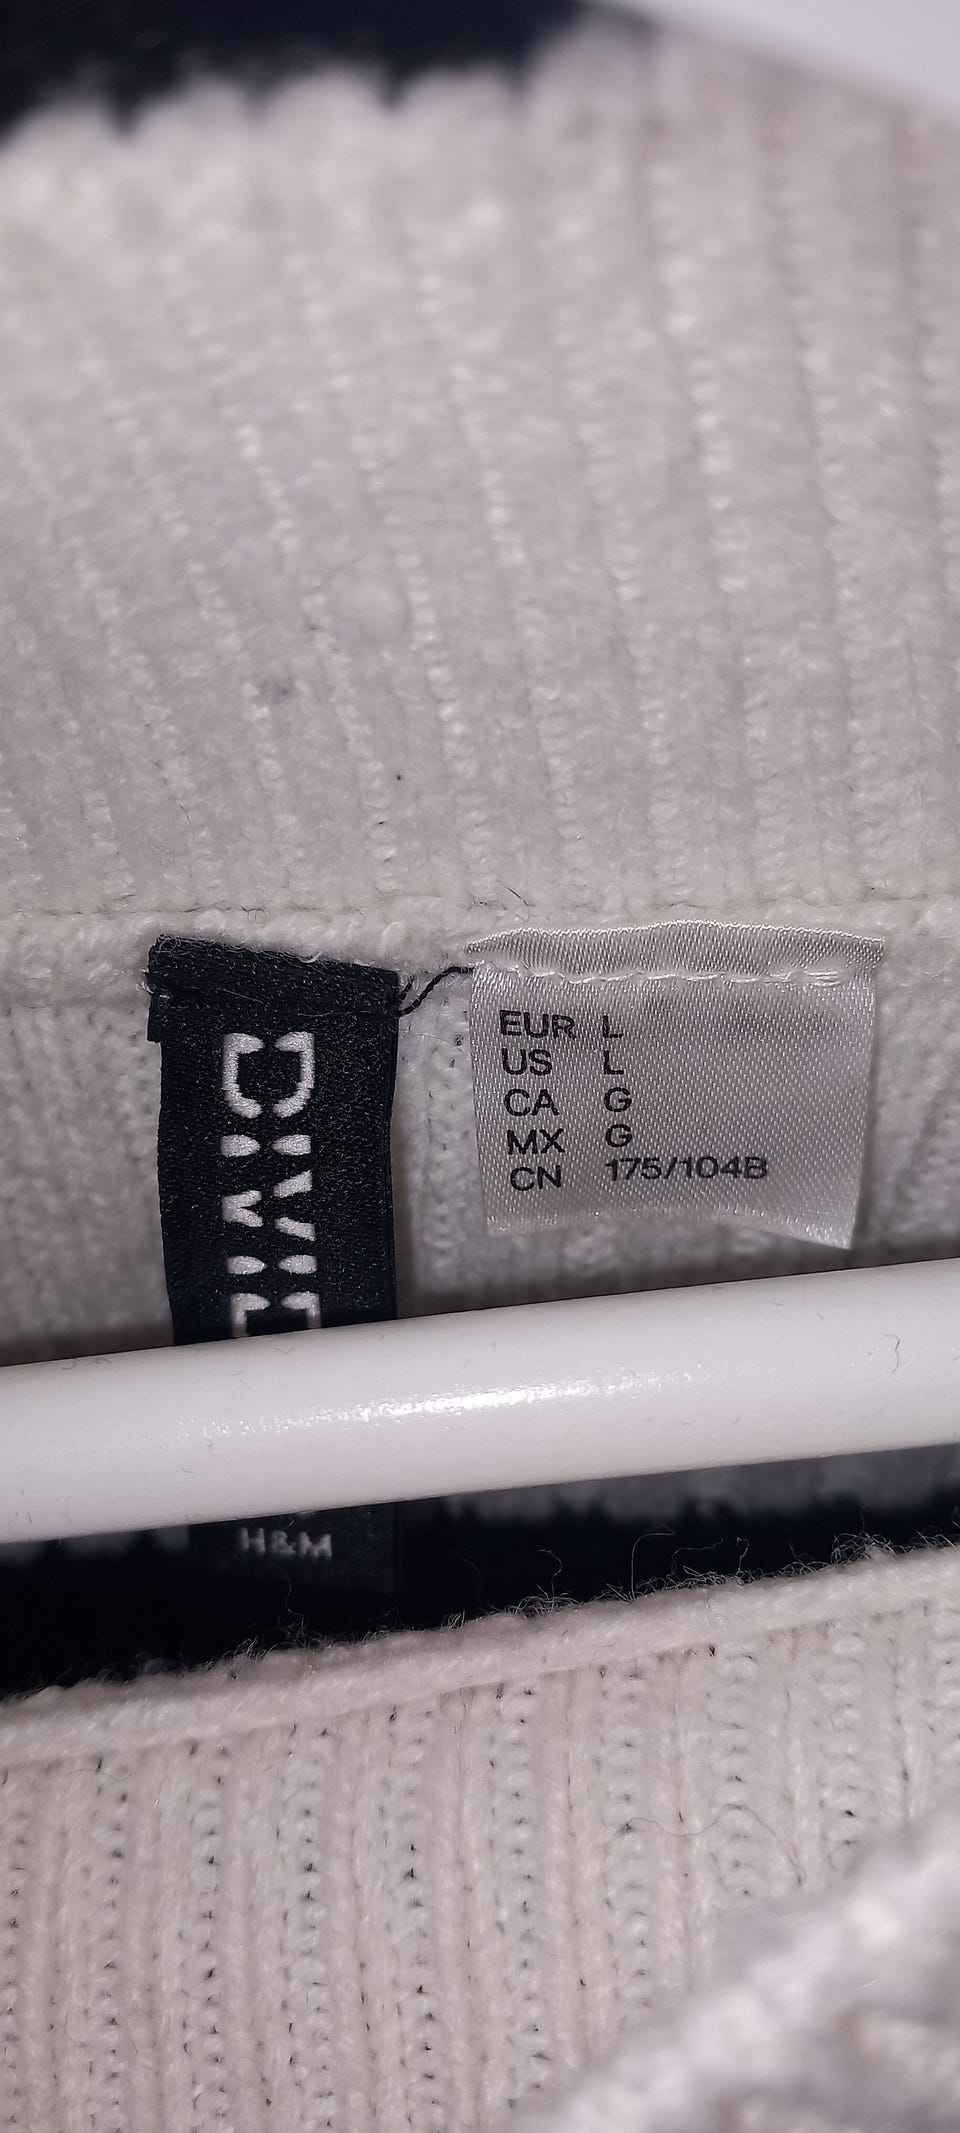 EUR L
US L
CA G
MX G
CN 175/104B
H&M